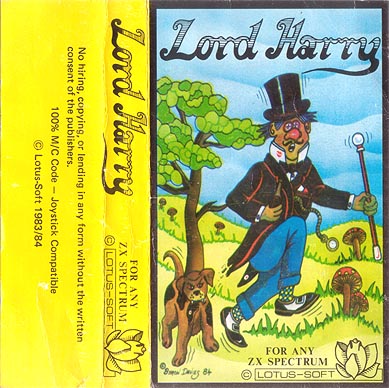 No hiring, copying, or lending in any form without the written
consent of the publishers.
100% M/C Code – Joystick Compatible
© Lotus-Soft 1983/84
Lord Harry
FOR ANY
ZX SPECTRUM
© LOTUS-SOFT
Lord Harry
84
FOR ANY
ZX SPECTRUM
© LOTUS-SOFT